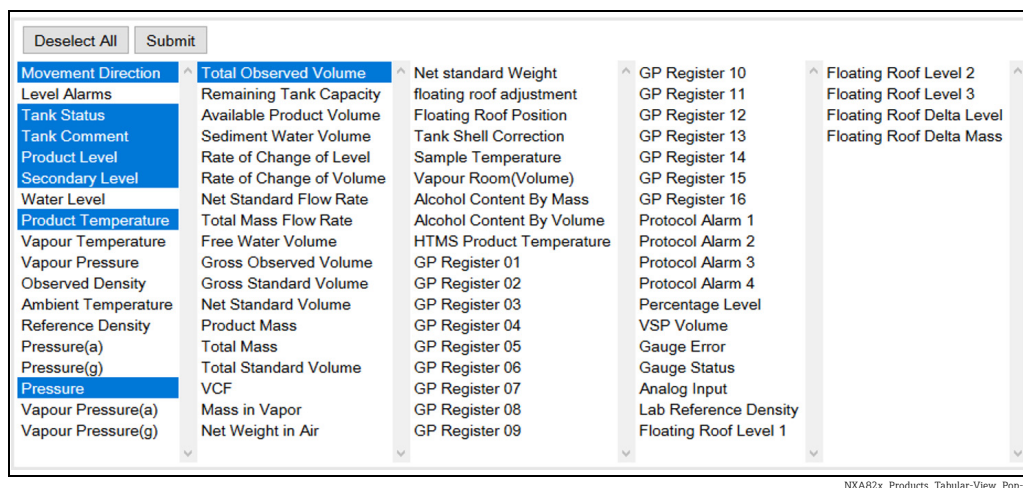 Deselect All Submit
Movement Direction
Level Alarms
Tank Status
Tank Comment
Product Level
Secondary Level
Water Level
Product Temperature
Vapour Temperature
Vapour Pressure
Observed Density
Ambient Temperature
Reference Density
Pressure(a)
Pressure(g)
Pressure
Vapour Pressure(a)
Vapour Pressure(g)
Total Observed Volume
Remaining Tank Capacity
Available Product Volume
Sediment Water Volume
Rate of Change of Level
Rate of Change of Volume
Net Standard Flow Rate
Total Mass Flow Rate
Free Water Volume
Gross Observed Volume
Gross Standard Volume
Net Standard Volume
Product Mass
Total Mass
Total Standard Volume
VCF
Mass in Vapor
Net Weight in Air
Net standard Weight
floating roof adjustment
Floating Roof Position
Tank Shell Correction
Sample Temperature
Vapour Room(Volume)
Alcohol Content By Mass
Alcohol Content By Volume
HTMS Product Temperature
GP Register 01
GP Register 02
GP Register 03
GP Register 04
GP Register 05
GP Register 06
GP Register 07
GP Register 08
GP Register 09
GP Register 10
GP Register 11
GP Register 12
GP Register 13
GP Register 14
GP Register 15
GP Register 16
Protocol Alarm 1
Protocol Alarm 2
Protocol Alarm 3
Protocol Alarm 4
Percentage Level
VSP Volume
Gauge Error
Gauge Status
Analog Input
Lab Reference Density
Floating Roof Level 1
Floating Roof Level 2
Floating Roof Level 3
Floating Roof Delta Level
Floating Roof Delta Mass
NXA82x_Products_Tabular-View_Pop-